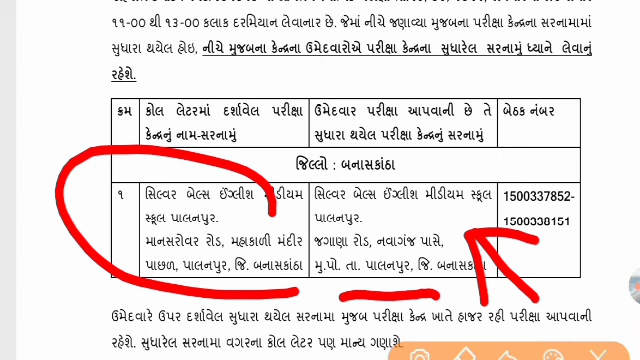 ૧૧-00 થી ૧૩-00 કલાક દરમિયાન લેવાનાર છે. જેમાં નીચે જણાવ્યા મુજબના પરીક્ષા કેન્દ્રના સરનામામાં
સુધારા થયેલ હોઇ, નીચે મુજબના કેન્દ્રના ઉમેદવારોએ પરીક્ષા કેન્દ્રના સુધારેલ સરનામું ધ્યાને લેવાનું
રહેશે.
ક્રમ
કોલ લેટરમાં દર્શાવેલ પરીક્ષા
કેન્દ્રનું નામ-સરનામું
ઉમેદવાર પરીક્ષા આપવાની છે તે
સુધારા થયેલ પરીક્ષા કેન્દ્રનું સરનામું
બેઠક નંબર
જિલ્લો : બનાસકાંઠા
૧
સિલ્વર બેલ્સ ઈંગ્લીશ મીડીયમ
સ્કૂલ પાલનપુર.
માનસરોવર રોડ, મહાકાળી મંદીર
પાછળ, પાલનપુર, જિ. બનાસકાંઠા
સિલ્વર બેલ્સ ઈંગ્લીશ મીડીયમ સ્કૂલ
પાલનપુર.
જગાણા રોડ, નવાગંજ પાસે,
મુ.પો. તા. પાલનપુર, જિ. બનાસકાંઠા
1500337852-
1500338151
ઉમેદવારે ઉપર દર્શાવેલ સુધારા થયેલ સરનામા મુજબ પરીક્ષા કેન્દ્ર ખાતે હાજર રહી પરીક્ષા આપવાની
રહેશે. સુધારેલ સરનામા વગરના કોલ લેટર પણ માન્ય ગણાશે.